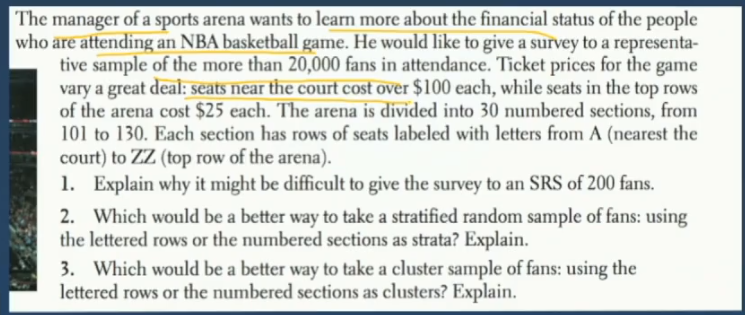 The manager of a sports arena wants to learn more about the financial status of the people
who are attending an NBA basketball game. He would like to give a survey to a representa-
tive sample of the more than 20,000 fans in attendance. Ticket prices for the game
vary a great deal: seats near the court cost over $100 each, while seats in the top rows
of the arena cost $25 each. The arena is divided into 30 numbered sections, from
101 to 130. Each section has rows of seats labeled with letters from A (nearest the
court) to ZZ (top row of the arena).
1. Explain why it might be difficult to give the survey to an SRS of 200 fans.
2. Which would be a better way to take a stratified random sample of fans: using
the lettered rows or the numbered sections as strata? Explain.
3. Which would be a better way to take a cluster sample of fans: using the
lettered rows or the numbered sections as clusters? Explain.